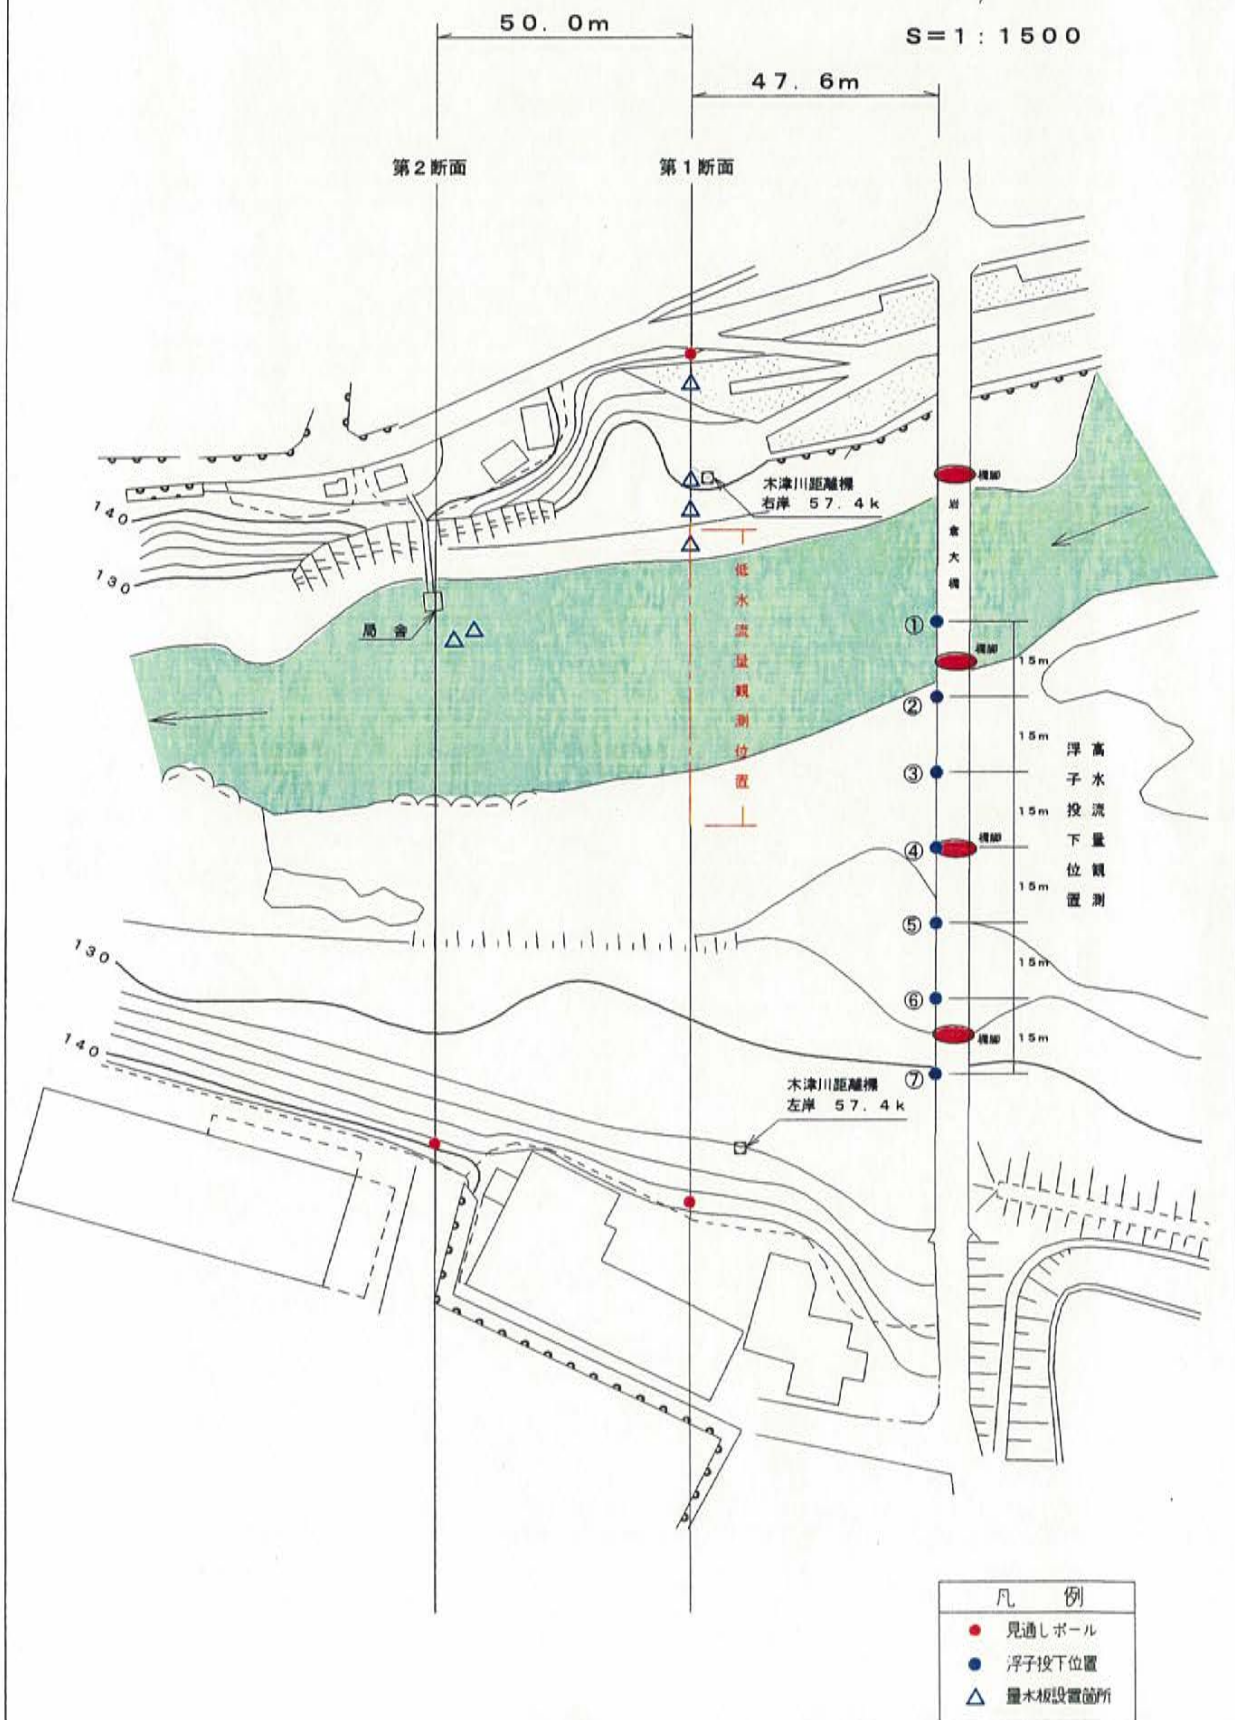 50.0m
S=1:1500
47.6m
第2断面
第1断面
木津川距離標
右岸 57.4k
橋脚
岩倉大橋
140
130
低水流量観測位置
局舎
①
橋脚
15m
②
15m
高水流量観測
浮子投下位置
③
15m
橋脚
④
15m
⑤
15m
⑥
橋脚
15m
⑦
130
140
木津川距離標
左岸 57.4k
凡例
見通しポール
浮子投下位置
量水板設置箇所